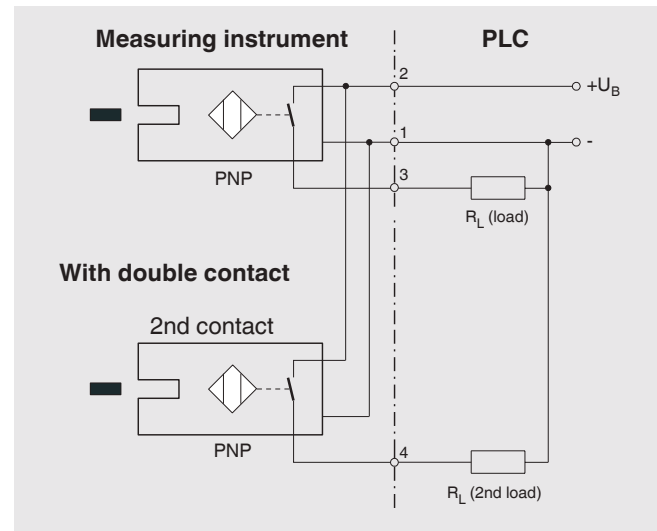 Measuring instrument
PLC
2
+U_B
1
-
3
PNP
R_L (load)
With double contact
2nd contact
PNP
4
R_L (2nd load)